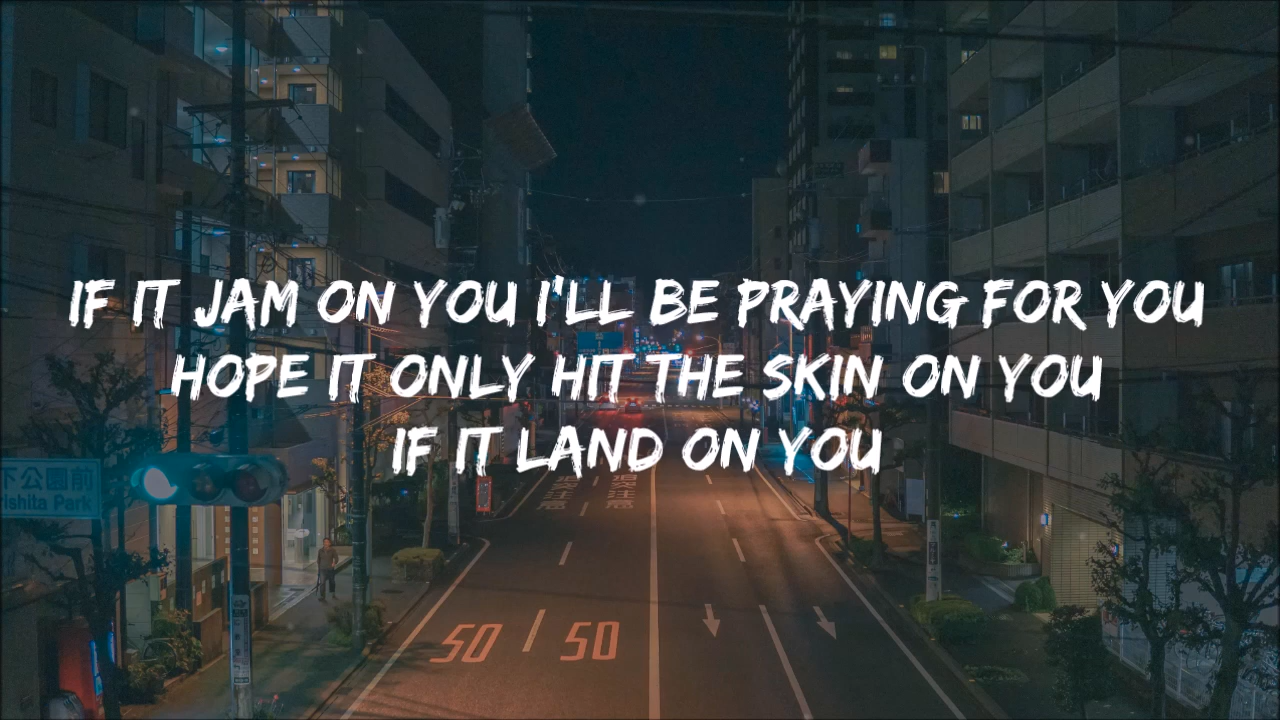 IF IT JAM ON YOU I'LL BE PRAYING FOR YOU
HOPE IT ONLY HIT THE SKIN ON YOU
IF IT LAND ON YOU
下公園前
ishita Park
50 50